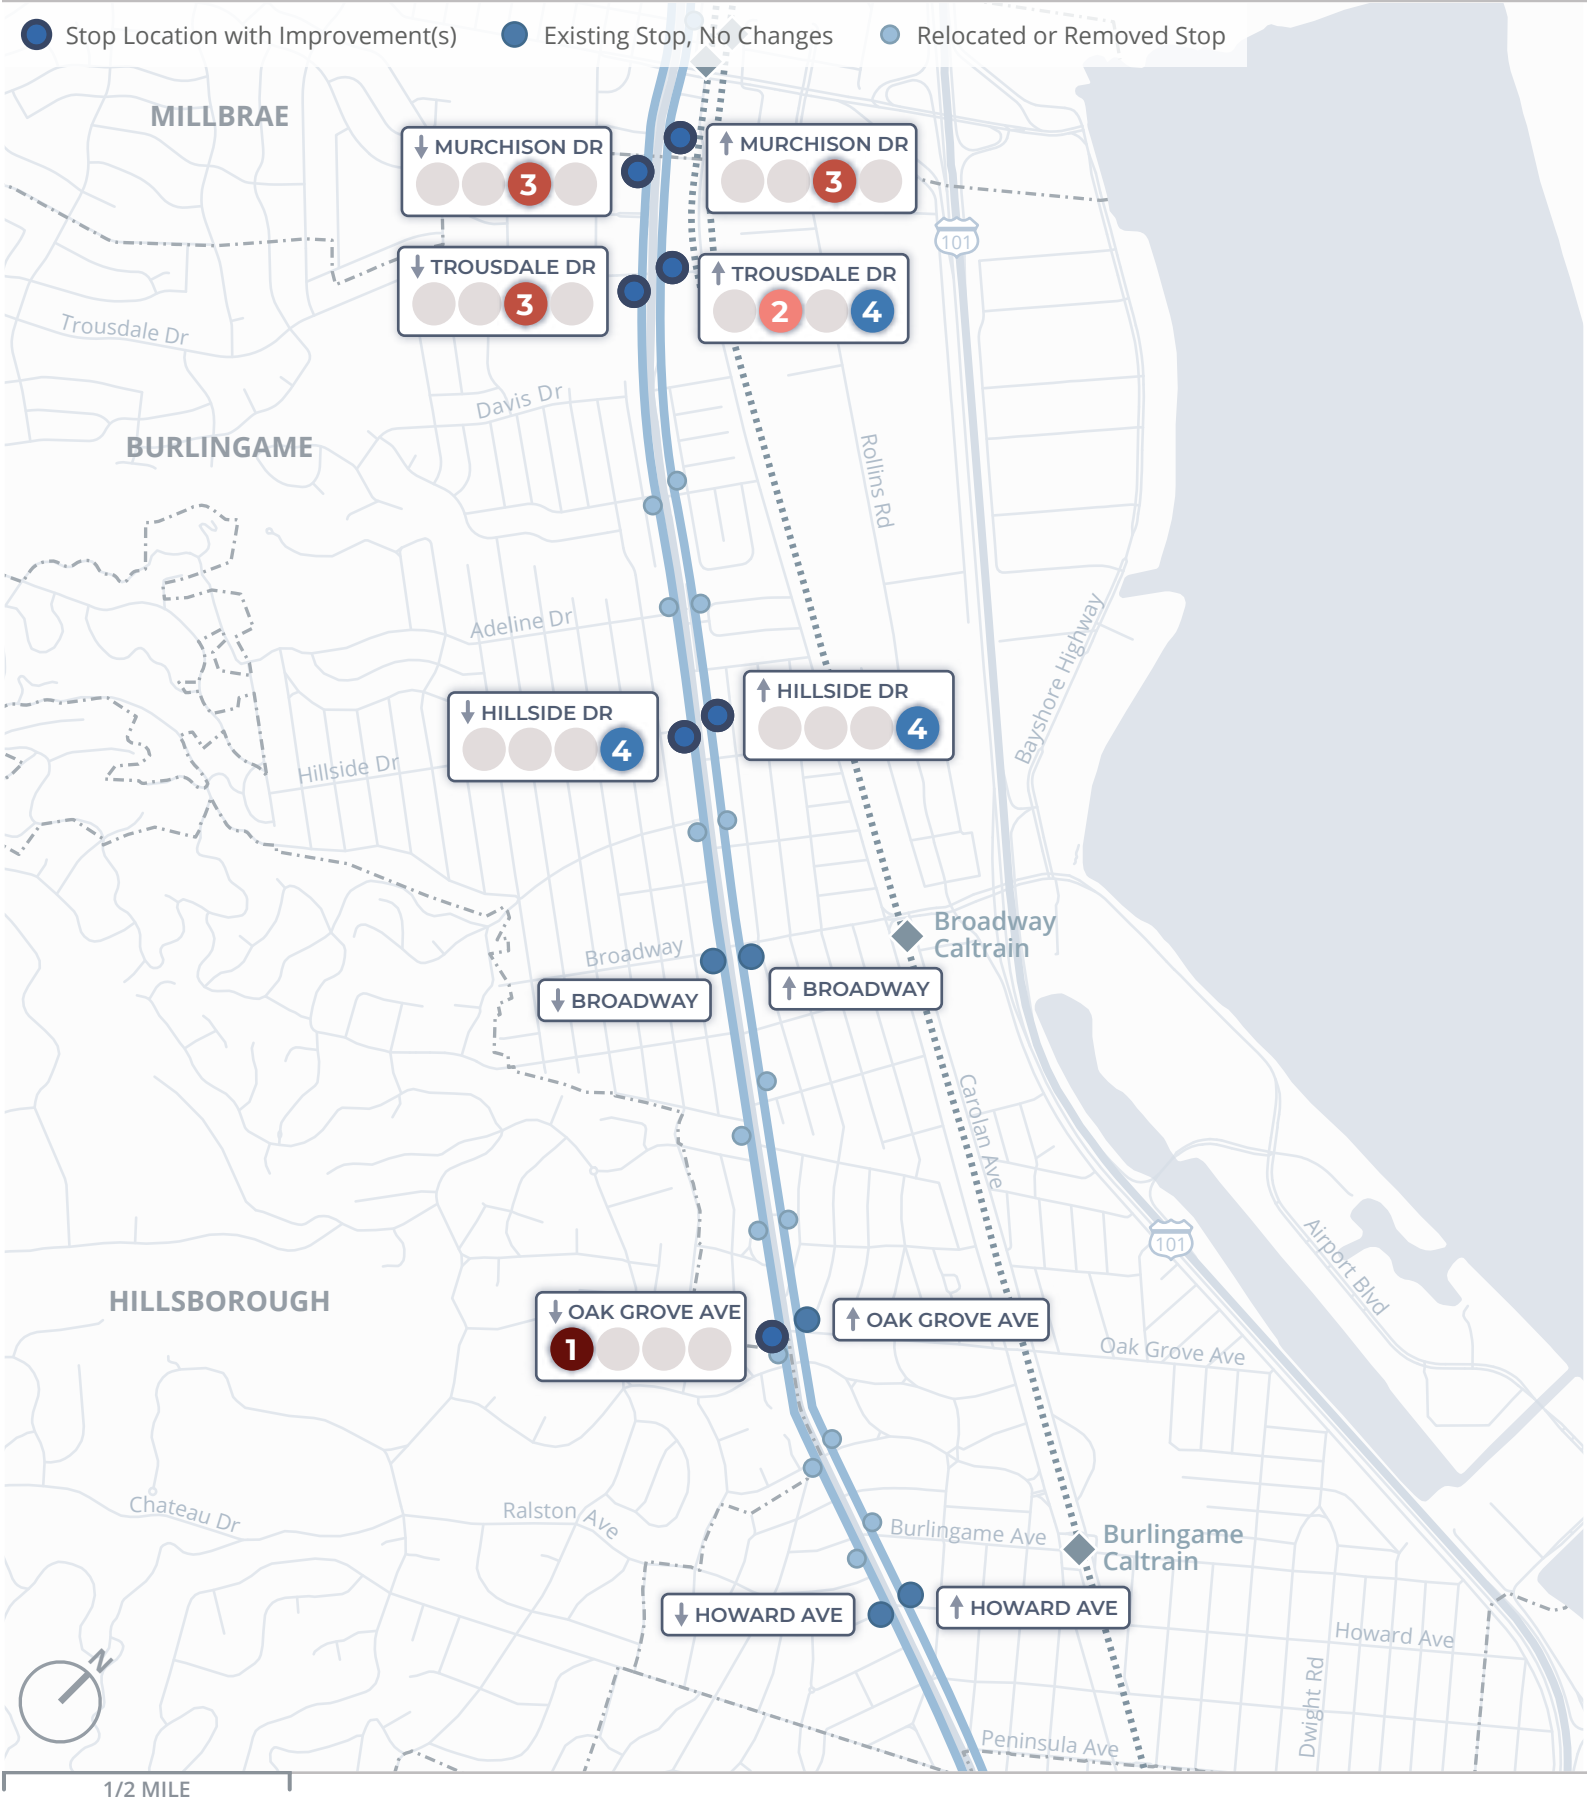 Stop Location with Improvement(s)
Existing Stop, No Changes
Relocated or Removed Stop
MILLBRAE
MURCHISON DR
3
MURCHISON DR
3
101
TROUSDALE DR
3
TROUSDALE DR
2 4
Trousdale Dr
Davis Dr
BURLINGAME
Rollins Rd
Adeline Dr
Bayshore Highway
HILLSIDE DR
4
HILLSIDE DR
4
Hillside Dr
Broadway
Caltrain
Broadway
BROADWAY
BROADWAY
Carolan Ave
101
Airport Blvd
HILLSBOROUGH
OAK GROVE AVE
1
OAK GROVE AVE
Oak Grove Ave
Chateau Dr
Ralston Ave
Burlingame Ave
Burlingame
Caltrain
HOWARD AVE
HOWARD AVE
Howard Ave
Dwight Rd
Peninsula Ave
N
1/2 MILE